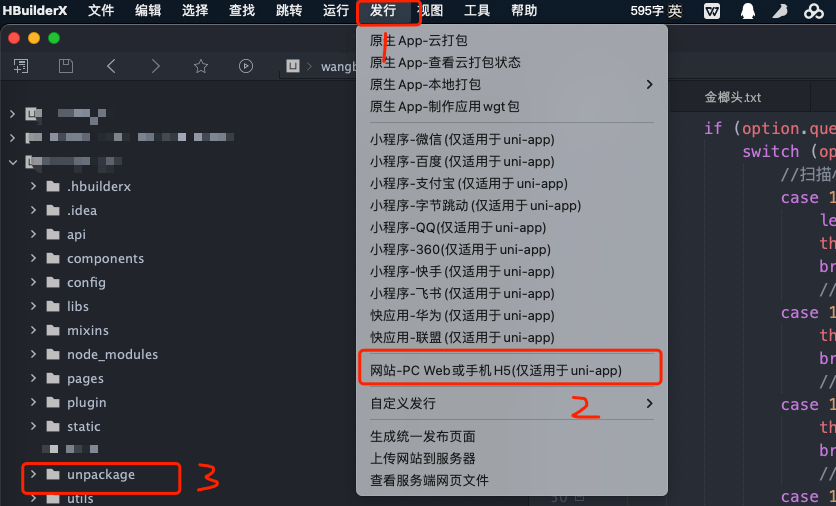 HBuilderX 文件 编辑 选择 查找 跳转 运行 发行 视图 工具 帮助 595字 英
原生App-云打包
原生App-查看云打包状态
原生App-本地打包
原生App-制作应用wgt包
小程序-微信(仅适用于uni-app)
小程序-百度(仅适用于uni-app)
小程序-支付宝(仅适用于uni-app)
小程序-字节跳动(仅适用于uni-app)
小程序-QQ(仅适用于uni-app)
小程序-360(仅适用于uni-app)
小程序-快手(仅适用于uni-app)
小程序-飞书(仅适用于uni-app)
快应用-华为(仅适用于uni-app)
快应用-联盟(仅适用于uni-app)
网站-PC Web或手机H5(仅适用于uni-app)
自定义发行
生成统一发布页面
上传网站到服务器
查看服务端网页文件
1
2
3
U
wangb
.hbuilderx
.idea
api
components
config
libs
mixins
node_modules
pages
plugin
static
unpackage
utils
金榔头.txt
if (option.que
switch (op
case 1
le
th
br
//
case 1
th
br
//
case 1
th
br
//
30
case 1